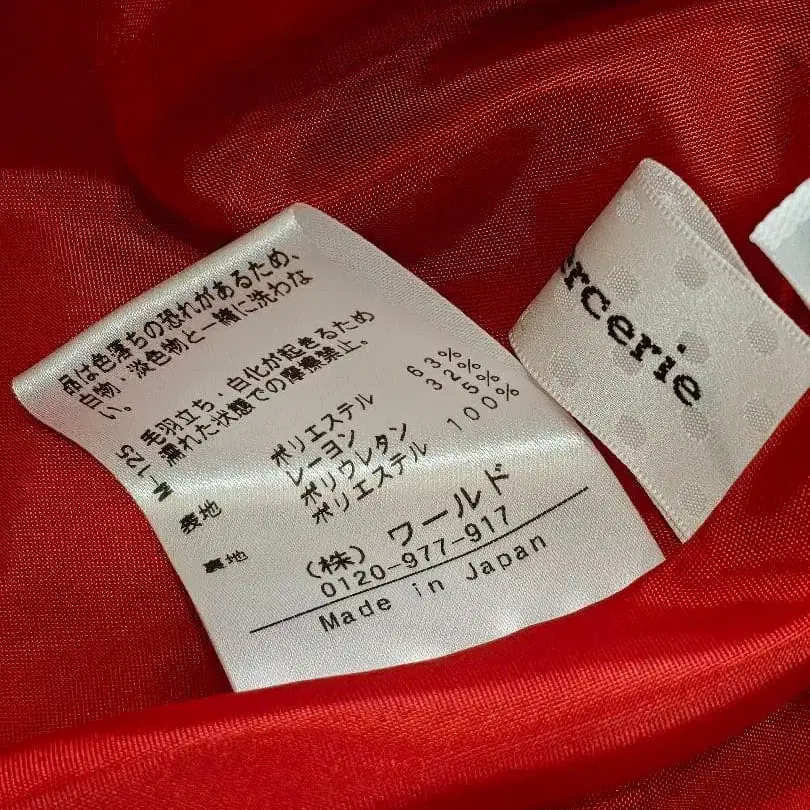 品は色落ちの恐れがあるため、
白物・淡色物と一緒に洗わな
い。
M-125 毛羽立ち・白化が起きるため
濡れた状態での摩擦禁止。
表地 ポリエステル 63%
レーヨン 32%
ポリウレタン 5%
裏地 ポリエステル 100%
(株) ワールド
0120-977-917
Made in Japan
ercerie